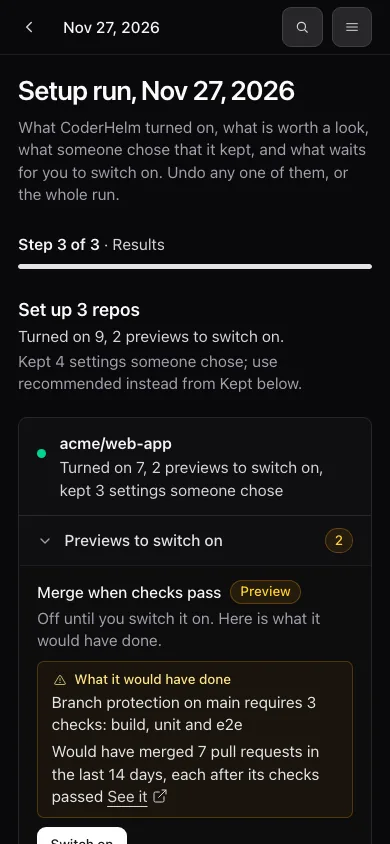 Nov 27, 2026
Setup run, Nov 27, 2026
What CoderHelm turned on, what is worth a look,
what someone chose that it kept, and what waits
for you to switch on. Undo any one of them, or
the whole run.
Step 3 of 3 · Results
Set up 3 repos
Turned on 9, 2 previews to switch on.
Kept 4 settings someone chose; use
recommended instead from Kept below.
acme/web-app
Turned on 7, 2 previews to switch on,
kept 3 settings someone chose
Previews to switch on 2
Merge when checks pass Preview
Off until you switch it on. Here is what it
would have done.
What it would have done
Branch protection on main requires 3
checks: build, unit and e2e
Would have merged 7 pull requests in
the last 14 days, each after its checks
passed See it
Switch on